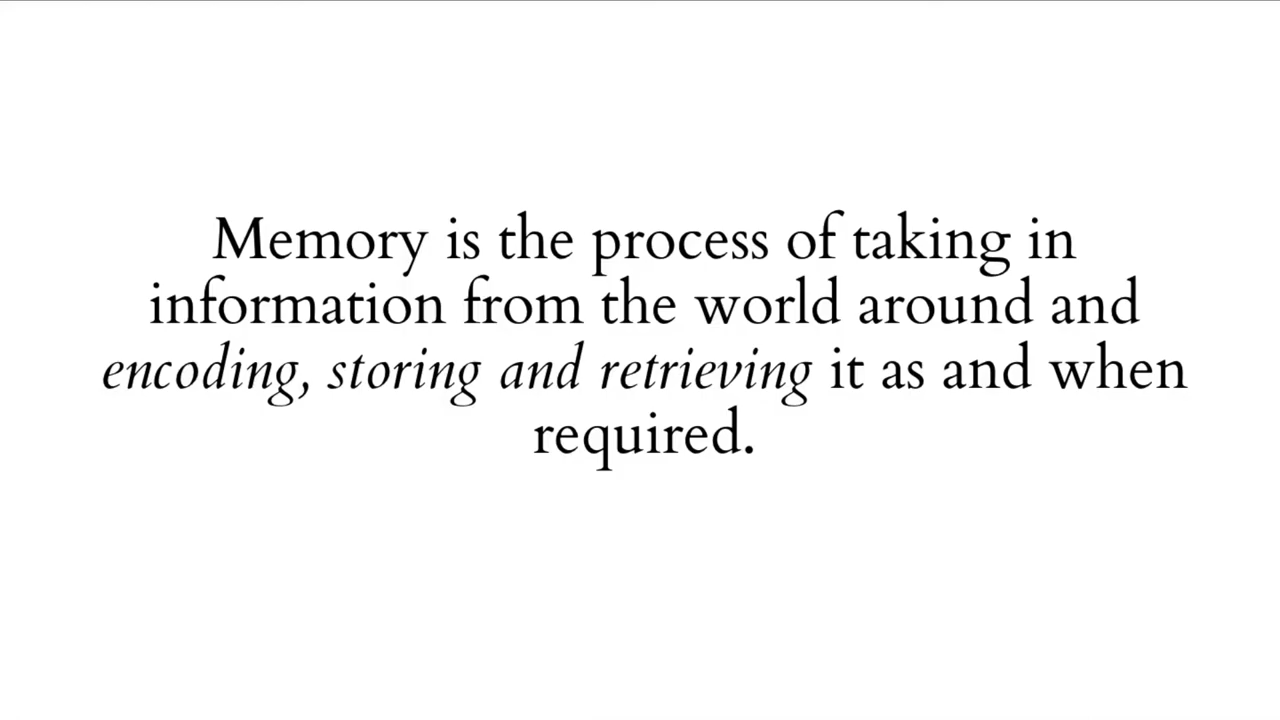 Memory is the process of taking in
information from the world around and
encoding, storing and retrieving it as and when
required.